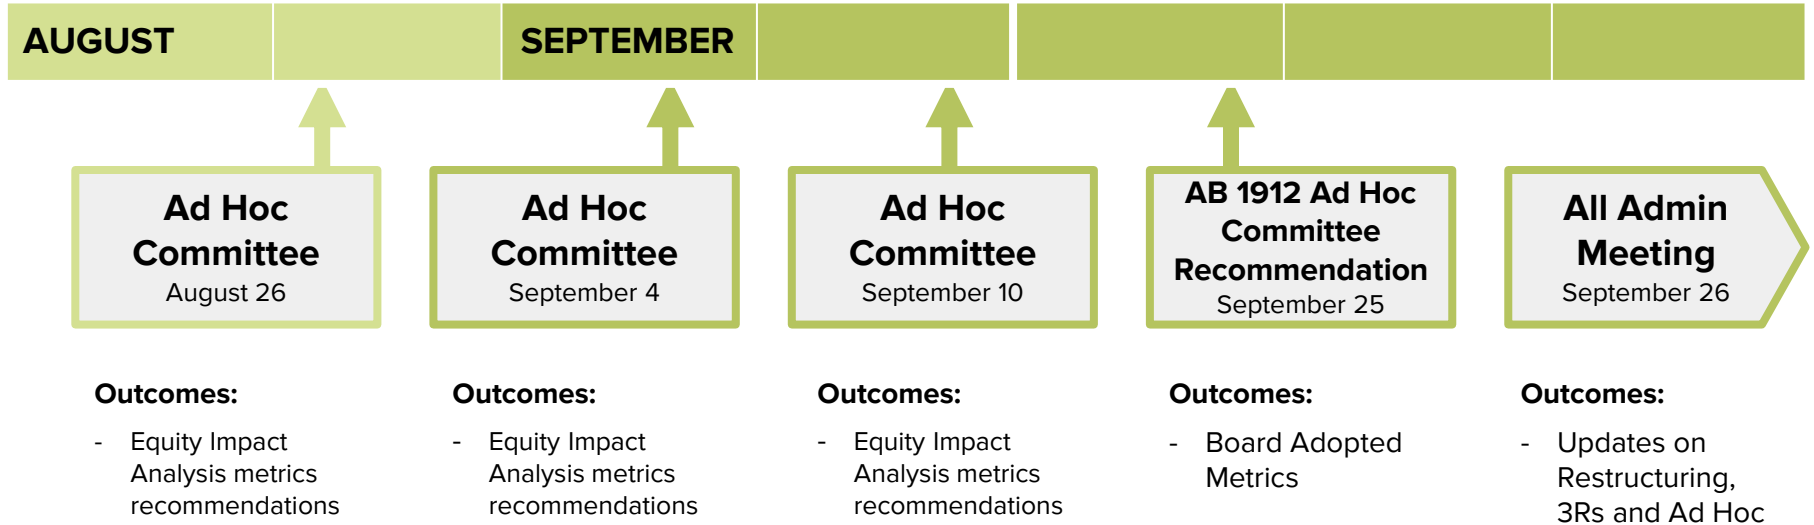 AUGUST
SEPTEMBER
Ad Hoc
Committee
August 26
Ad Hoc
Committee
September 4
Ad Hoc
Committee
September 10
AB 1912 Ad Hoc
Committee
Recommendation
September 25
All Admin
Meeting
September 26
Outcomes:
- Equity Impact
Analysis metrics
recommendations
Outcomes:
- Equity Impact
Analysis metrics
recommendations
Outcomes:
- Equity Impact
Analysis metrics
recommendations
Outcomes:
- Board Adopted
Metrics
Outcomes:
- Updates on
Restructuring,
3Rs and Ad Hoc